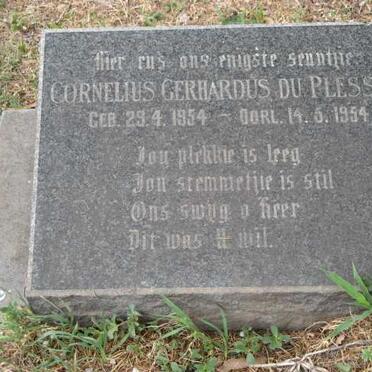 Hier rus ons enigste seuntjie
CORNELIUS GERHARDUS DU PLESS
GEB. 29.4.1954 – OORL. 14.5.1954
Jou plekkie is leeg
Jou stemmetjie is stil
Ons swyg o Heer
Dit was U wil.